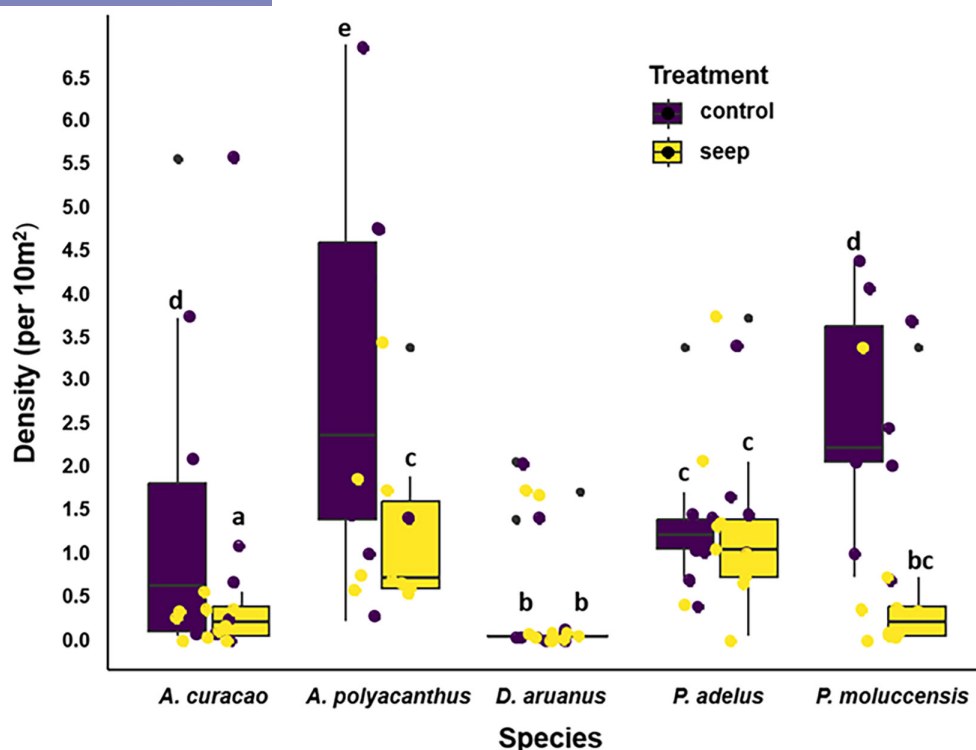 e
Treatment
control
seep
6.5
6.0
5.5
5.0
4.5
4.0
3.5
3.0
2.5
2.0
1.5
1.0
0.5
0.0
Density (per 10m²)
d
a
c
b b
c
c
d
bc
A. curacao A. polyacanthus D. aruanus P. adelus P. moluccensis
Species